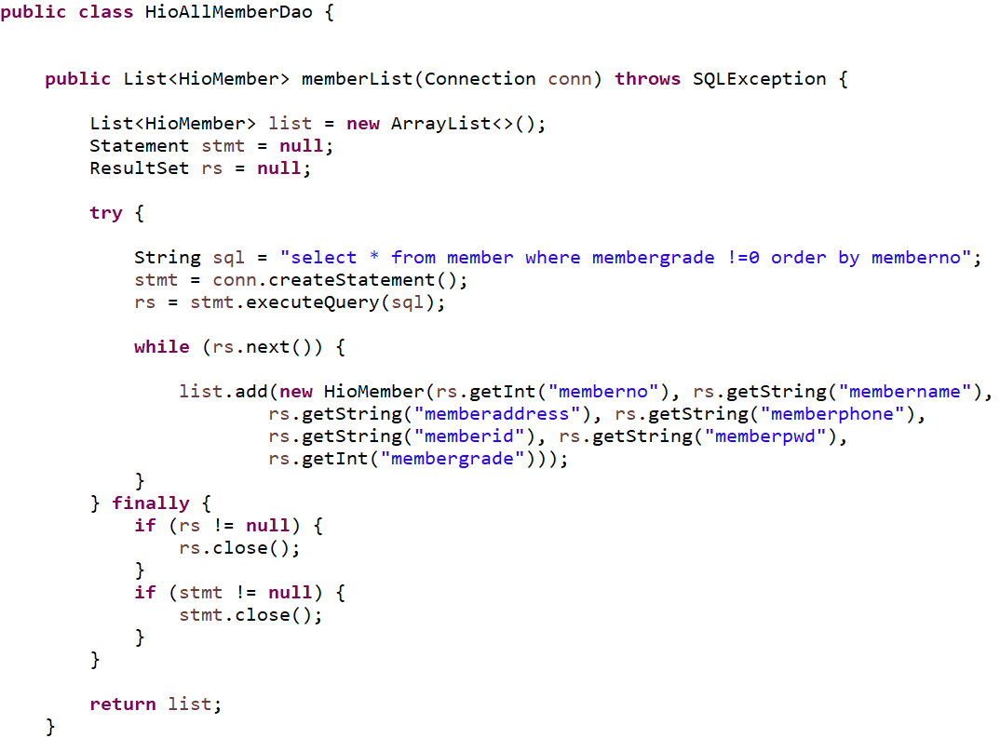 public class HioAllMemberDao {
public List<HioMember> memberList(Connection conn) throws SQLException {
List<HioMember> list = new ArrayList<>();
Statement stmt = null;
ResultSet rs = null;
try {
String sql = "select * from member where membergrade !=0 order by memberno";
stmt = conn.createStatement();
rs = stmt.executeQuery(sql);
while (rs.next()) {
list.add(new HioMember(rs.getInt("memberno"), rs.getString("membername"),
rs.getString("memberaddress"), rs.getString("memberphone"),
rs.getString("memberid"), rs.getString("memberpwd"),
rs.getInt("membergrade")));
}
} finally {
if (rs != null) {
rs.close();
}
if (stmt != null) {
stmt.close();
}
}
return list;
}